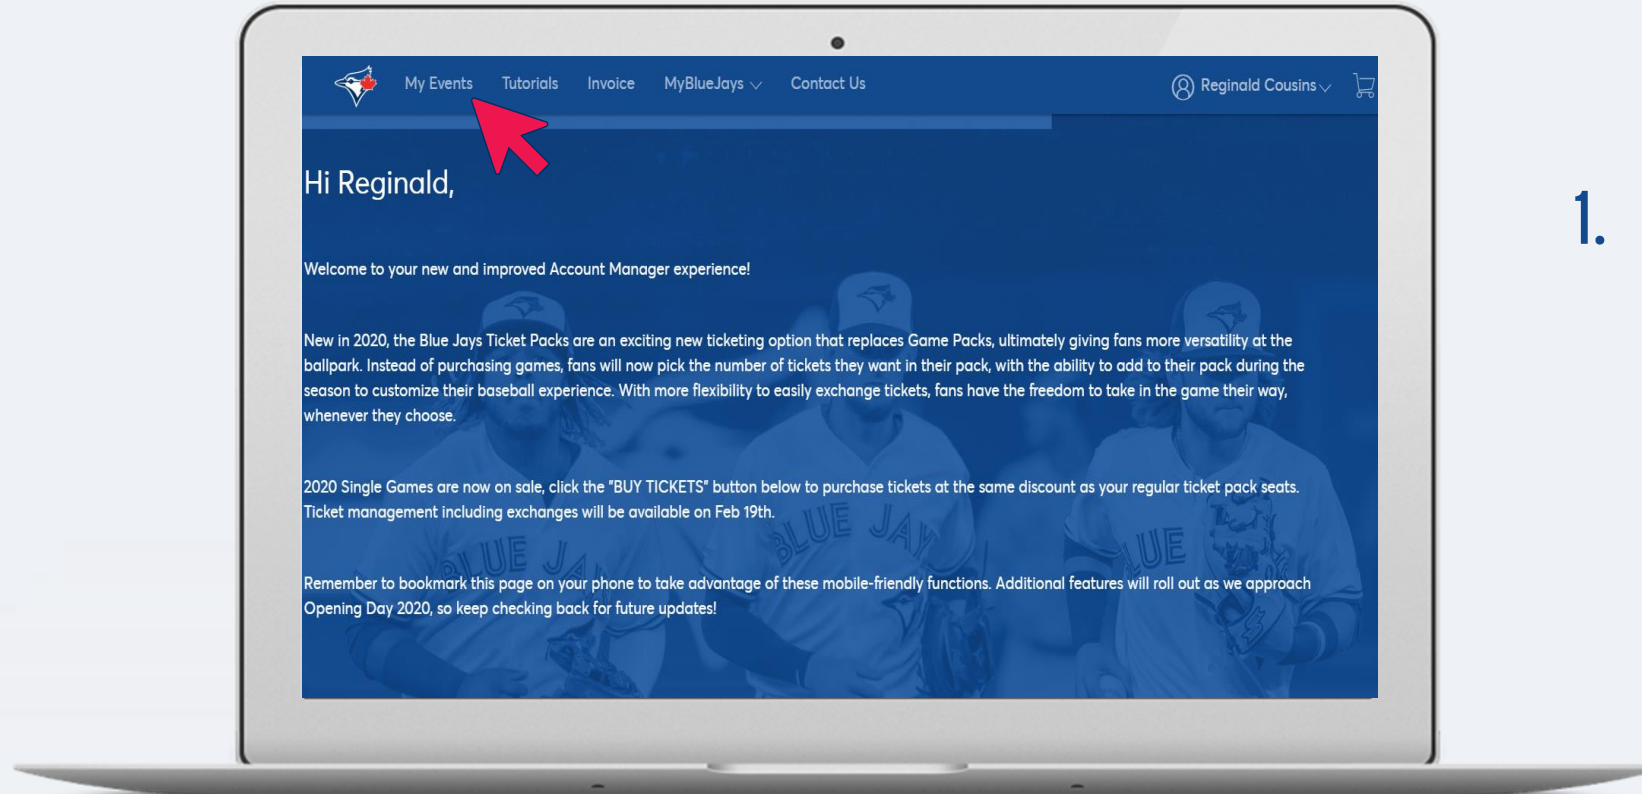 My Events Tutorials Invoice MyBlueJays Contact Us Reginald Cousins
Hi Reginald,
1.
Welcome to your new and improved Account Manager experience!
New in 2020, the Blue Jays Ticket Packs are an exciting new ticketing option that replaces Game Packs, ultimately giving fans more versatility at the
ballpark. Instead of purchasing games, fans will now pick the number of tickets they want in their pack, with the ability to add to their pack during the
season to customize their baseball experience. With more flexibility to easily exchange tickets, fans have the freedom to take in the game their way,
whenever they choose.
2020 Single Games are now on sale, click the "BUY TICKETS" button below to purchase tickets at the same discount as your regular ticket pack seats.
Ticket management including exchanges will be available on Feb 19th.
BLUE JAYS
BLUE JA
BLUE
Remember to bookmark this page on your phone to take advantage of these mobile-friendly functions. Additional features will roll out as we approach
Opening Day 2020, so keep checking back for future updates!